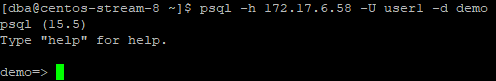 [dba@centos-stream-8 ~]$ psql -h 172.17.6.58 -U user1 -d demo
psql (15.5)
Type "help" for help.
demo=>